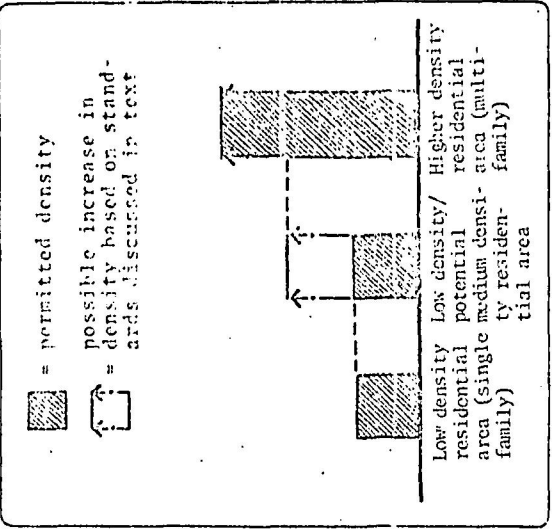 = permitted density
possible increase in
= density based on stand-
ards discussed in text
Low density
residential
area (single
family)
Low density/
potential
medium densi-
ty residen-
tial area
Higher density
residential
area (multi-
family)